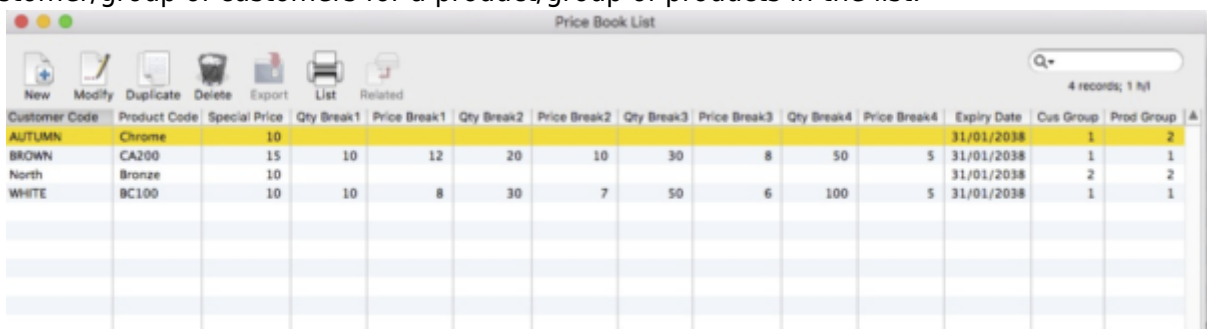 customer/group of customers for a product/group of products in the list.
Price Book List
New Modify Duplicate Delete Export List Related
4 records; 1 h/l
Customer Code Product Code Special Price Qty Break1 Price Break1 Qty Break2 Price Break2 Qty Break3 Price Break3 Qty Break4 Price Break4 Expiry Date Cus Group Prod Group
AUTUMN Chrome 10 31/01/2038 1 2
BROWN CA200 15 10 12 20 10 30 8 50 5 31/01/2038 1 1
North Bronze 10 31/01/2038 2 2
WHITE BC100 10 10 8 30 7 50 6 100 5 31/01/2038 1 1